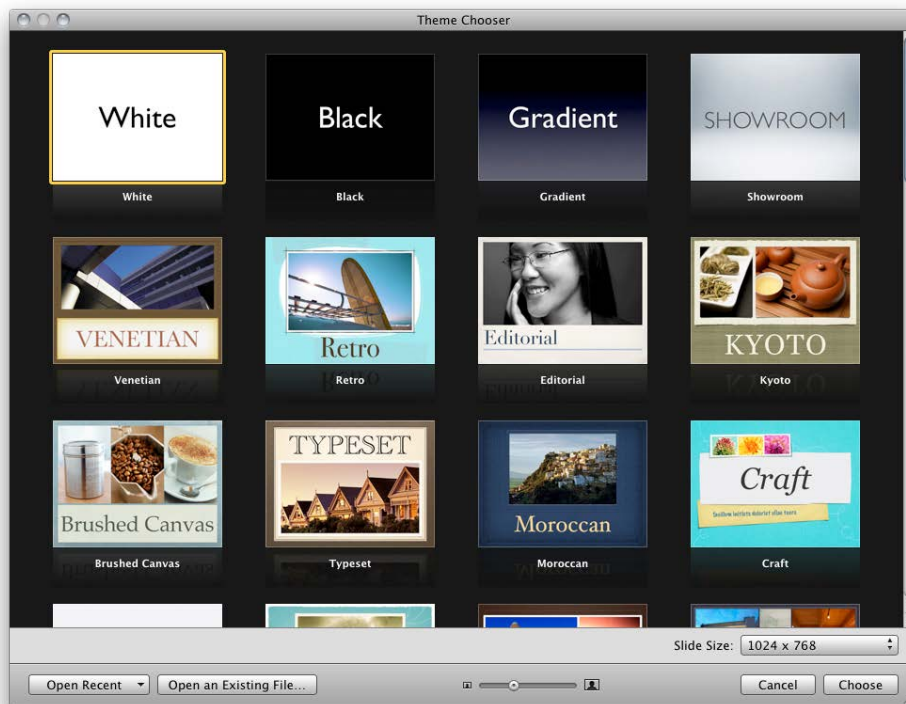 Theme Chooser
White
Black
Gradient
SHOWROOM
White
Black
Gradient
Showroom
VENETIAN
Retro
Editorial
KYOTO
Venetian
Retro
Editorial
Kyoto
Brushed Canvas
TYPESET
Moroccan
Craft
Brushed Canvas
Typeset
Moroccan
Craft
Slide Size: 1024 x 768
Open Recent
Open an Existing File...
Cancel
Choose